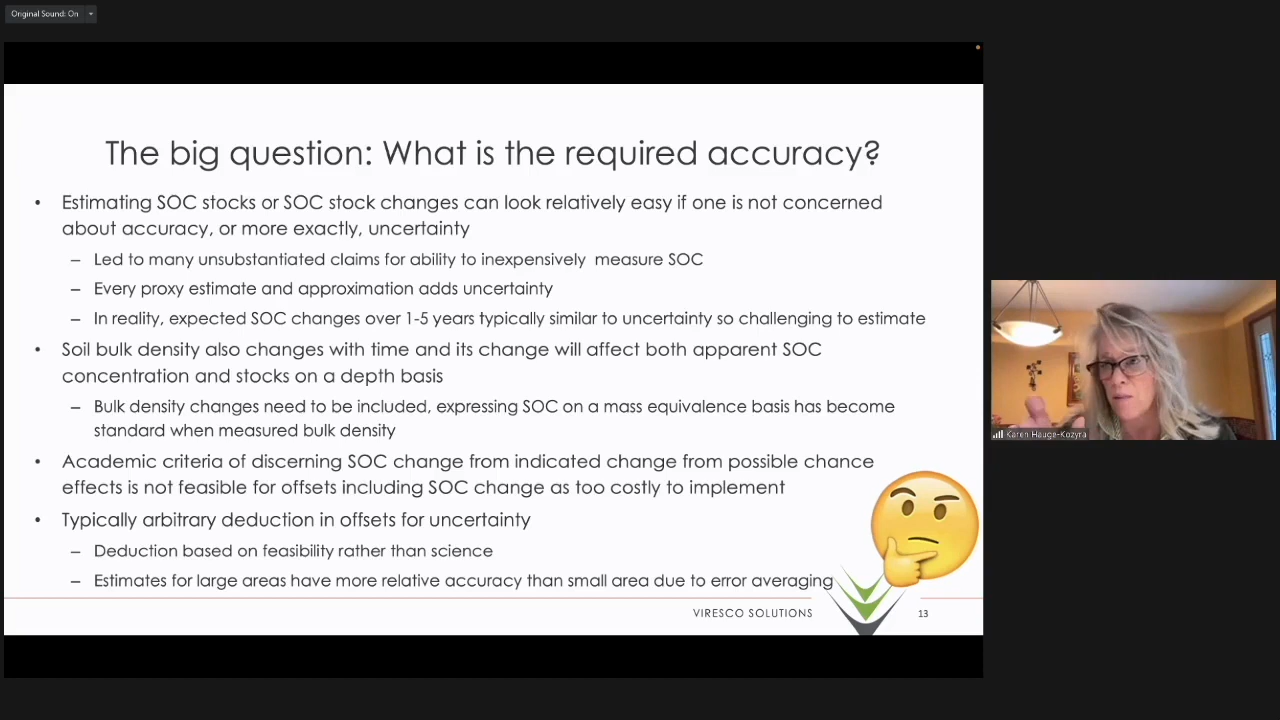 Original Sound: On
The big question: What is the required accuracy?
• Estimating SOC stocks or SOC stock changes can look relatively easy if one is not concerned
about accuracy, or more exactly, uncertainty
– Led to many unsubstantiated claims for ability to inexpensively measure SOC
– Every proxy estimate and approximation adds uncertainty
– In reality, expected SOC changes over 1-5 years typically similar to uncertainty so challenging to estimate
• Soil bulk density also changes with time and its change will affect both apparent SOC
concentration and stocks on a depth basis
– Bulk density changes need to be included, expressing SOC on a mass equivalence basis has become
standard when measured bulk density
• Academic criteria of discerning SOC change from indicated change from possible chance
effects is not feasible for offsets including SOC change as too costly to implement
• Typically arbitrary deduction in offsets for uncertainty
– Deduction based on feasibility rather than science
– Estimates for large areas have more relative accuracy than small area due to error averaging
VIRESCO SOLUTIONS
13
Karen Hauge-Kozyra